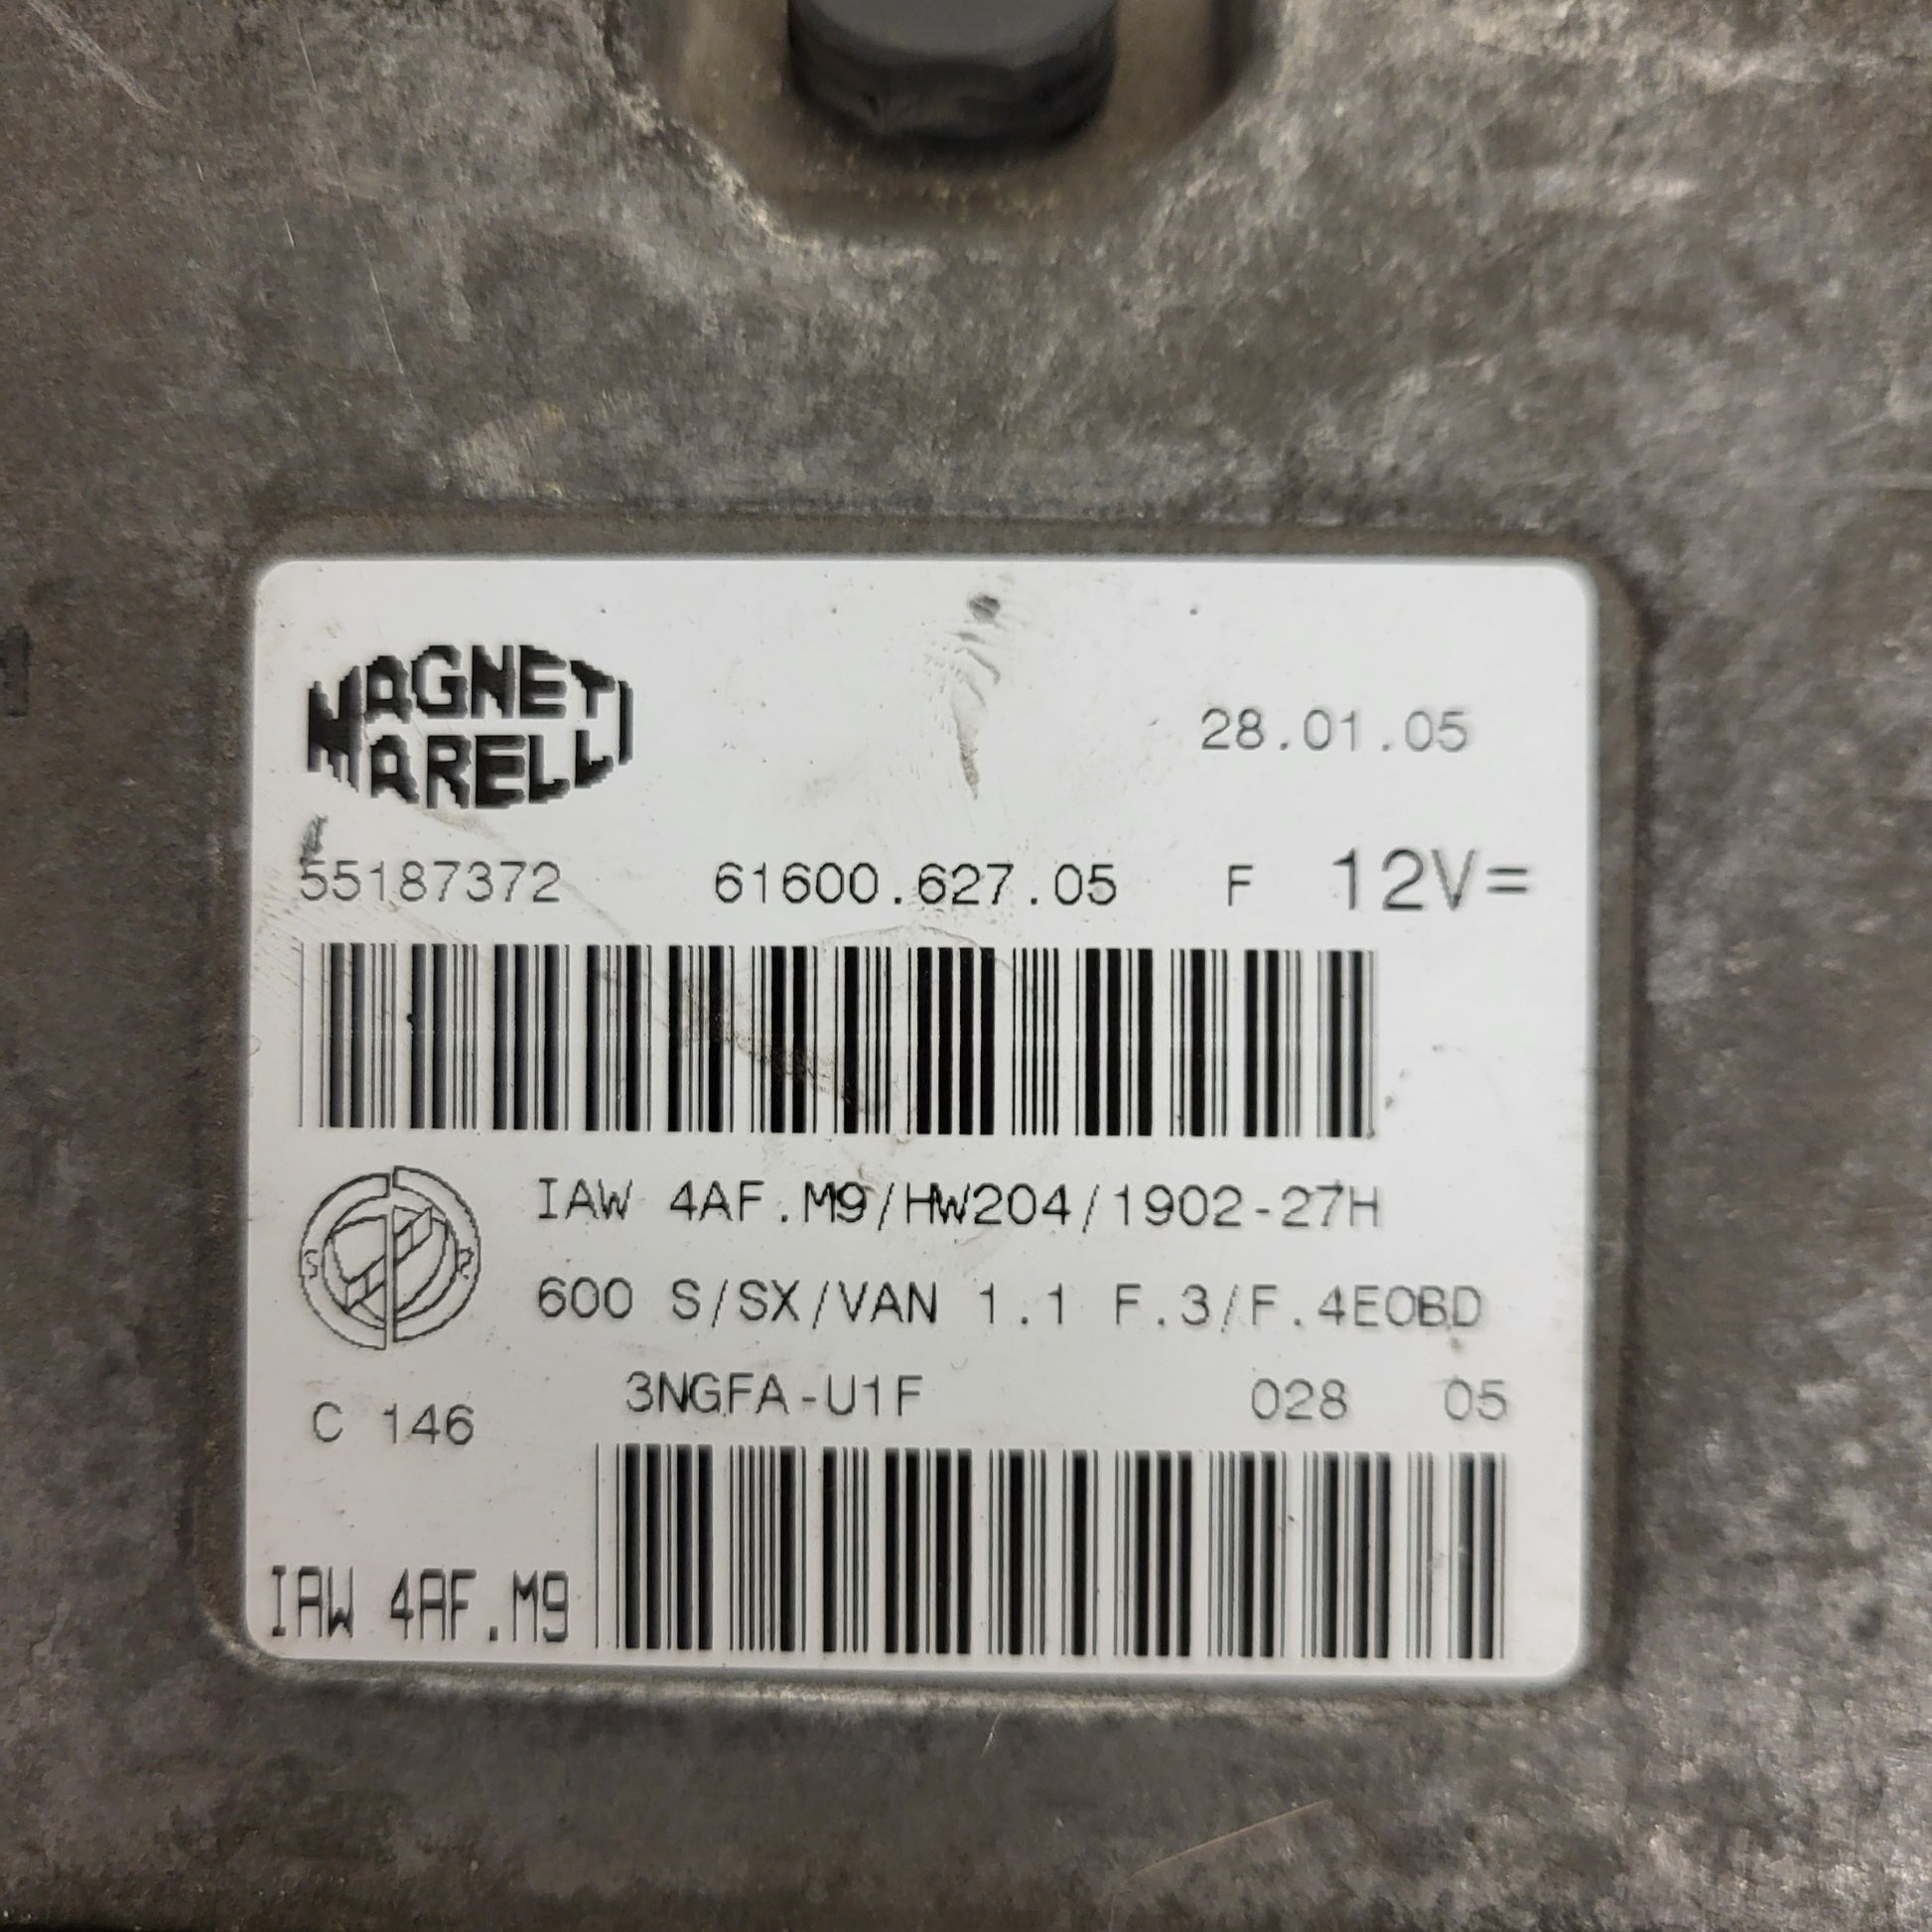 MAGNETI
MARELLI
28.01.05
55187372 61600.627.05 F 12V=
IAW 4AF.M9/HW204/1902-27H
600 S/SX/VAN 1.1 F.3/F.4EOBD
3NGFA-U1F 028 05
C 146
IAW 4AF.M9